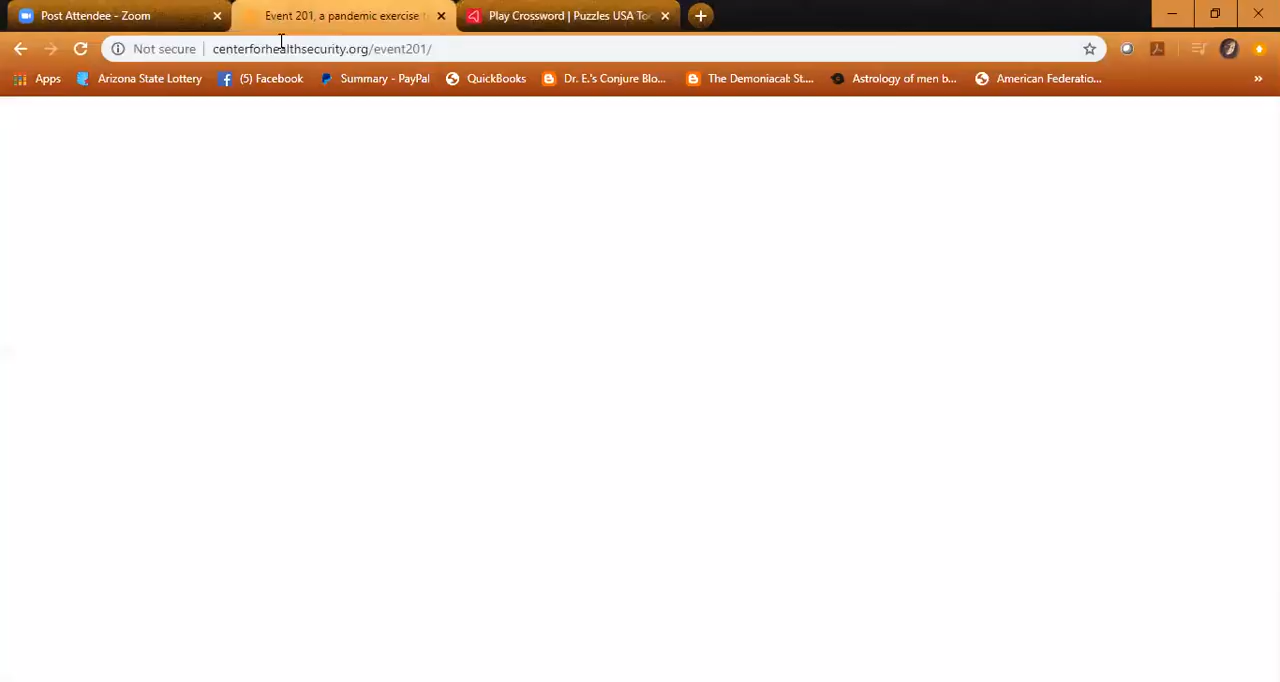 Post Attendee - Zoom Event 201, a pandemic exercise Play Crossword | Puzzles USA To
Not secure centerforhealthsecurity.org/event201/
Apps Arizona State Lottery (5) Facebook Summary - PayPal QuickBooks Dr. E.'s Conjure Blo... The Demoniacal: St.... Astrology of men b... American Federatio... »